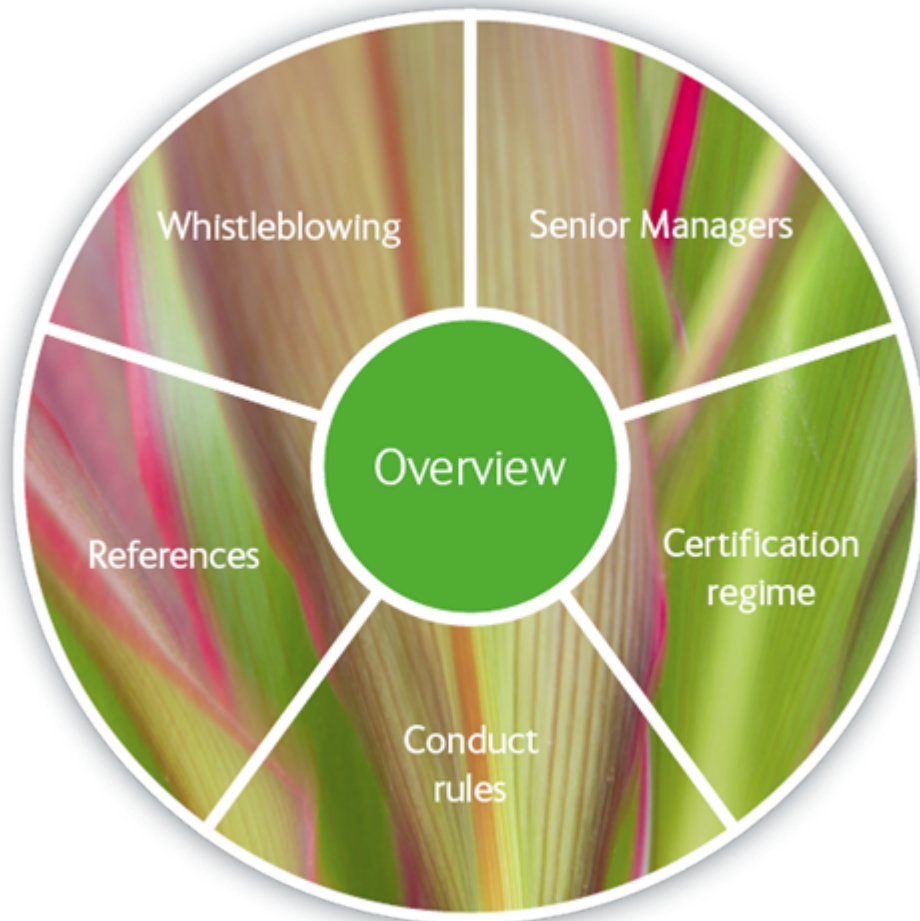 Whistleblowing
Senior Managers
Overview
References
Certification
regime
Conduct
rules